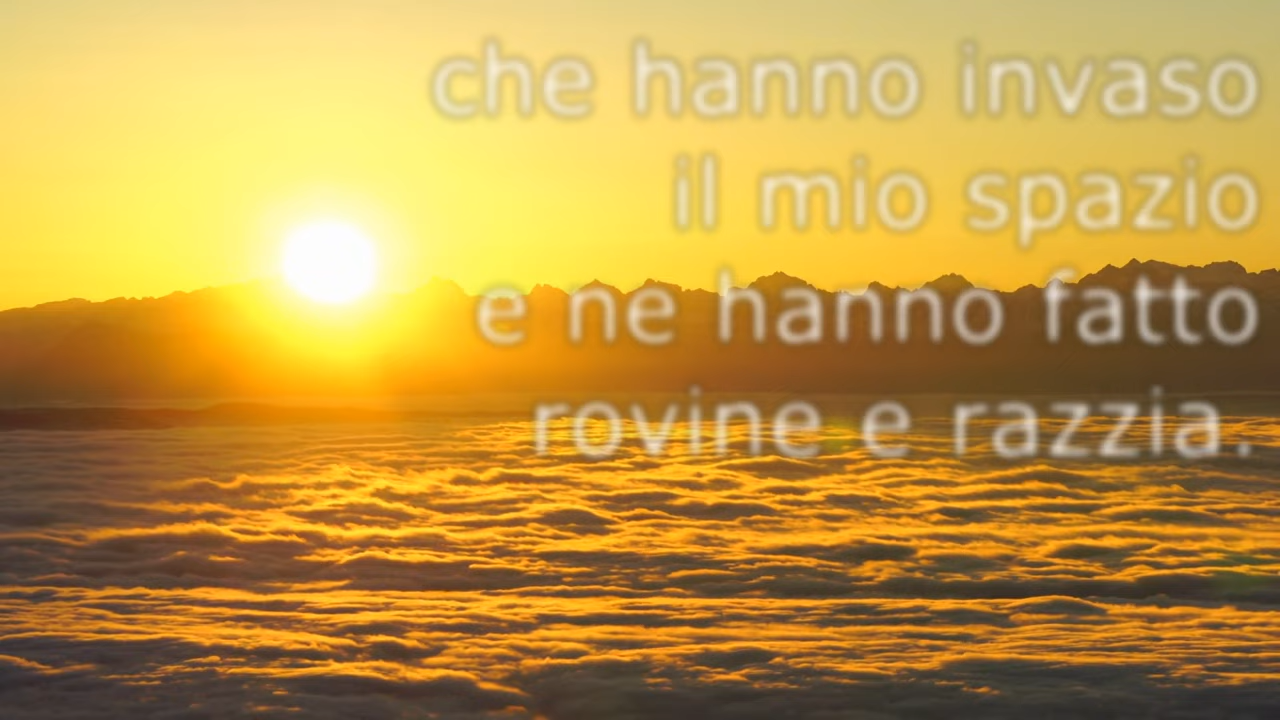 che hanno invaso
il mio spazio
e ne hanno fatto
rovine e razzia.